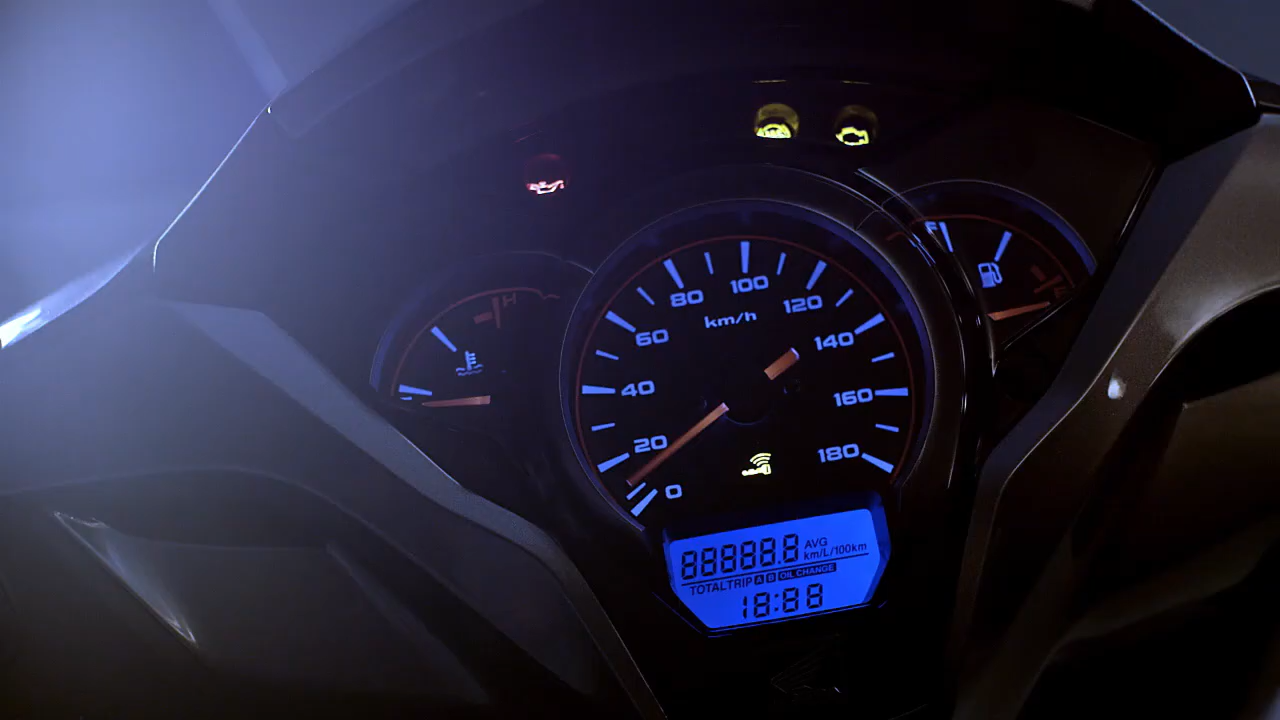 H
F
E
100
80
120
km/h
60
140
40
160
20
180
0
88888.8 AVG
km/L/100km
TOTALTRIP A B OIL CHANGE
18:88